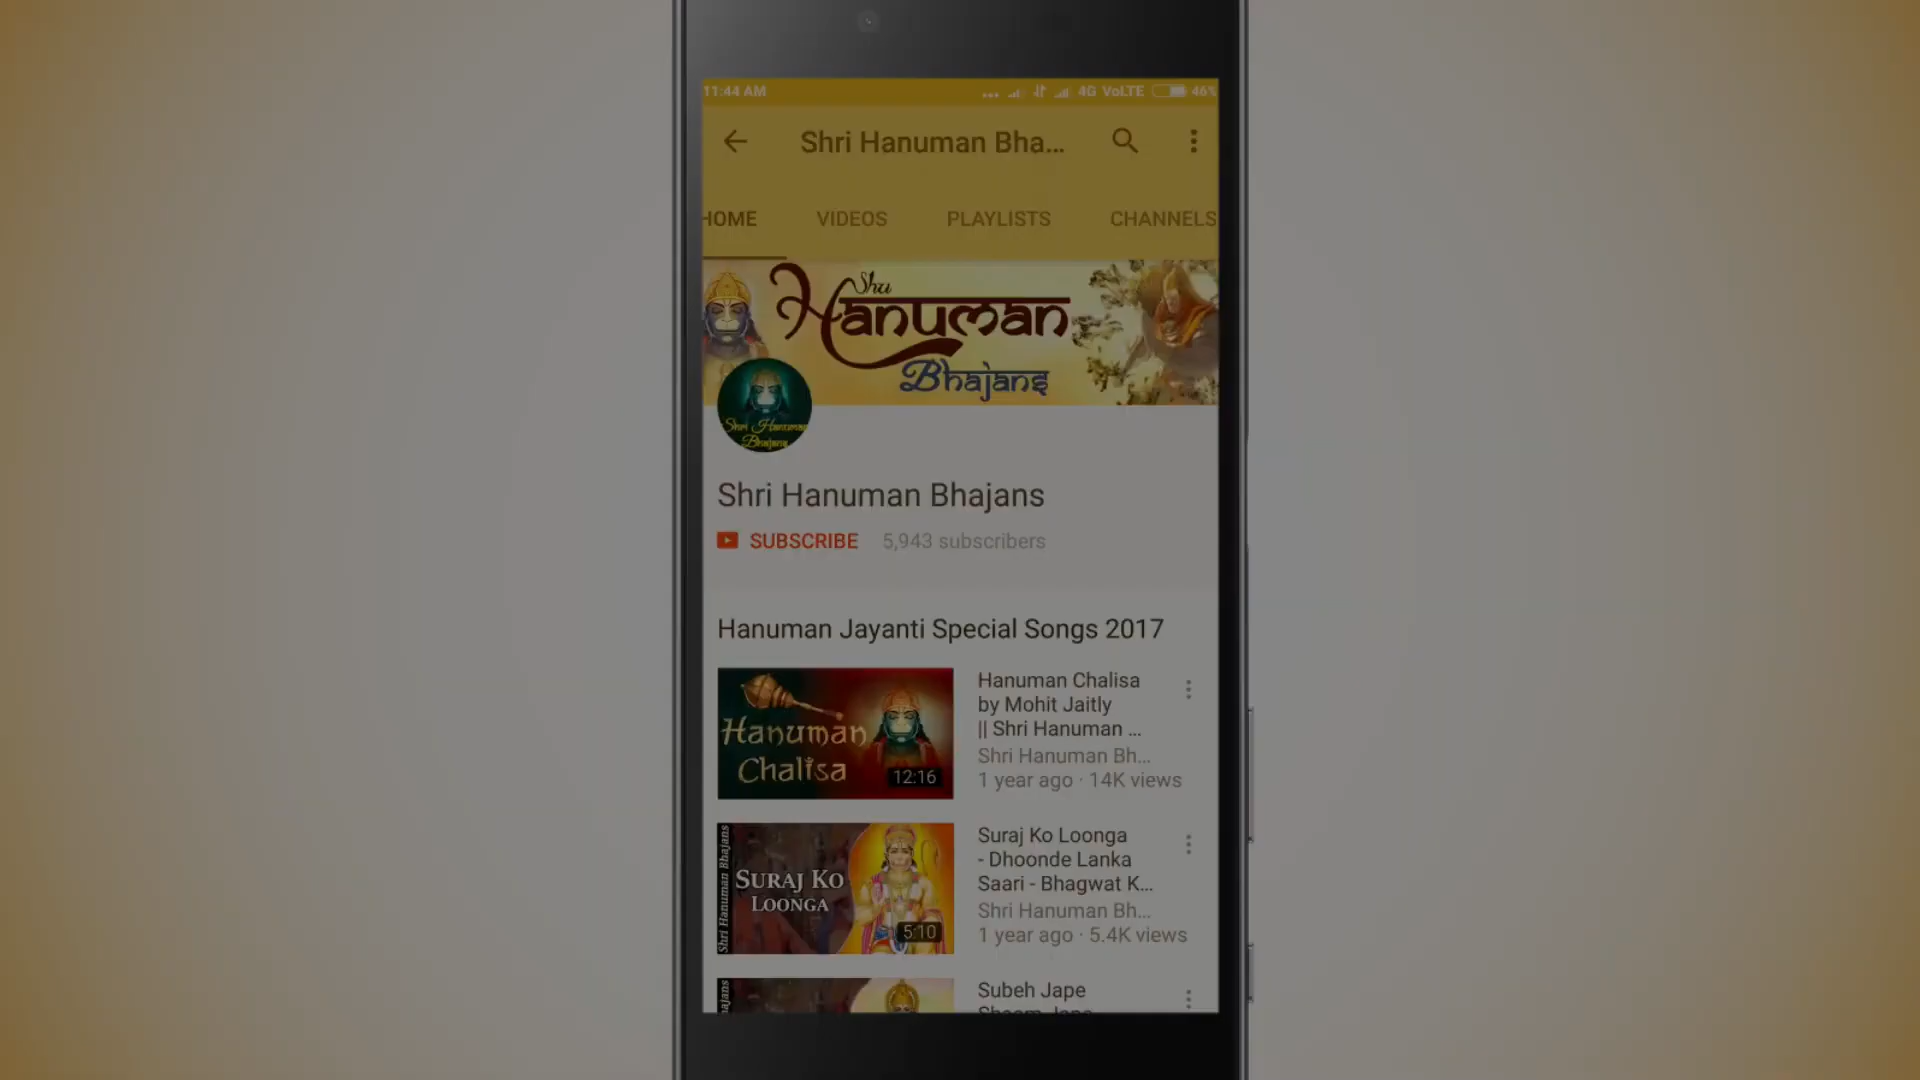 11:44 AM
4G VoLTE 46%
Shri Hanuman Bha...
HOME VIDEOS PLAYLISTS CHANNELS
Shri
Hanuman
Bhajans
Shri Hanuman
Bhajans
Shri Hanuman Bhajans
SUBSCRIBE 5,943 subscribers
Hanuman Jayanti Special Songs 2017
Hanuman
Chalisa
12:16
Hanuman Chalisa
by Mohit Jaitly
|| Shri Hanuman ...
Shri Hanuman Bh...
1 year ago · 14K views
Shri Hanuman Bhajans
Suraj Ko
Loonga
5:10
Suraj Ko Loonga
- Dhoonde Lanka
Saari - Bhagwat K...
Shri Hanuman Bh...
1 year ago · 5.4K views
Subeh Jape